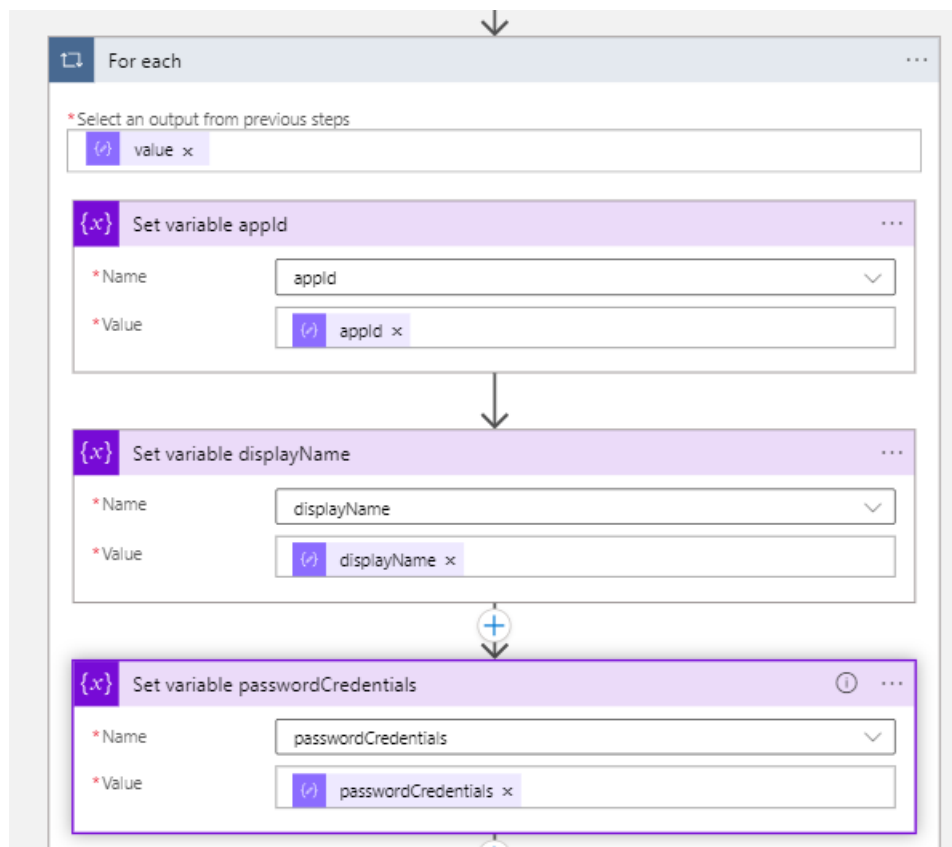 For each
...
*Select an output from previous steps
{∕} value ×
{x} Set variable appId
...
*Name
appId
*Value
{∕} appId ×
{x} Set variable displayName
...
*Name
displayName
*Value
{∕} displayName ×
{x} Set variable passwordCredentials
...
*Name
passwordCredentials
*Value
{∕} passwordCredentials ×